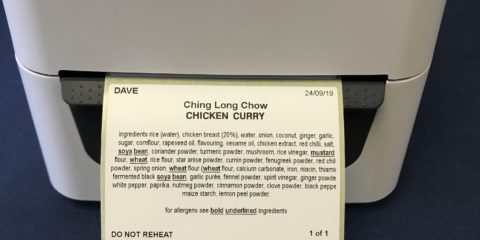 DAVE 24/09/19
Ching Long Chow
CHICKEN CURRY
ingredients rice (water), chicken breast (20%), water, onion, coconut, ginger, garlic,
sugar, cornflour, rapeseed oil, flavouring, sesame oil, chicken extract, red chilli, salt,
soya bean, coriander powder, turmeric powder, mushroom, rice vinegar, mustard
flour, wheat, rice flour, star anise powder, cumin powder, fenugreek powder, red chili
powder, spring onion, wheat flour (wheat flour, calcium carbonate, iron, niacin, thiamin)
fermented black soya bean, garlic purée, fennel powder, spirit vinegar, ginger powder
white pepper, paprika, nutmeg powder, cinnamon powder, clove powder, black pepper
maize starch, lemon peel powder.
for allergens see bold underlined ingredients
DO NOT REHEAT 1 of 1